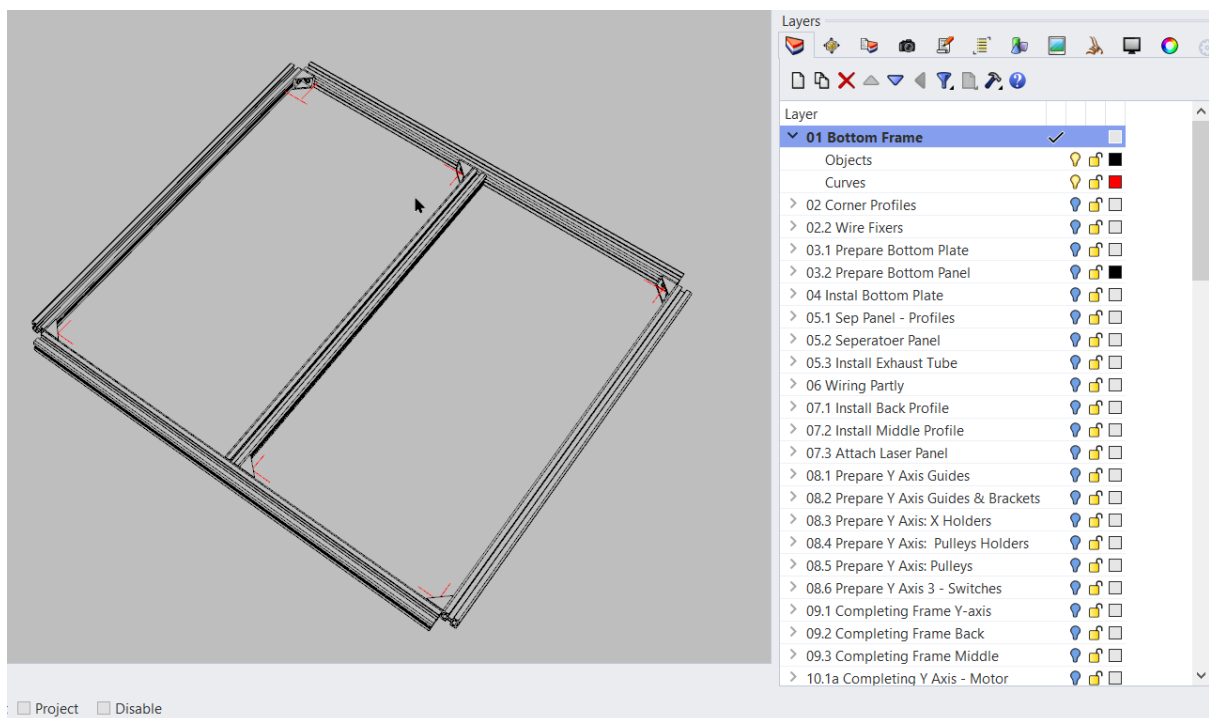 Layers
Layer
01 Bottom Frame
Objects
Curves
02 Corner Profiles
02.2 Wire Fixers
03.1 Prepare Bottom Plate
03.2 Prepare Bottom Panel
04 Instal Bottom Plate
05.1 Sep Panel - Profiles
05.2 Seperatoer Panel
05.3 Install Exhaust Tube
06 Wiring Partly
07.1 Install Back Profile
07.2 Install Middle Profile
07.3 Attach Laser Panel
08.1 Prepare Y Axis Guides
08.2 Prepare Y Axis Guides & Brackets
08.3 Prepare Y Axis: X Holders
08.4 Prepare Y Axis:  Pulleys Holders
08.5 Prepare Y Axis: Pulleys
08.6 Prepare Y Axis 3 - Switches
09.1 Completing Frame Y-axis
09.2 Completing Frame Back
09.3 Completing Frame Middle
10.1a Completing Y Axis - Motor
Project Disable